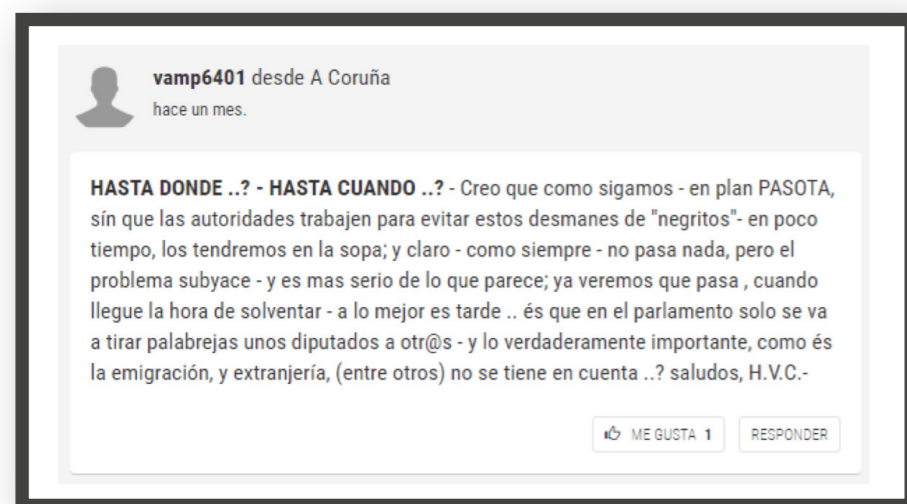 vamp6401 desde A Coruña
hace un mes.
HASTA DONDE ..? - HASTA CUANDO ..? - Creo que como sigamos - en plan PASOTA,
sín que las autoridades trabajen para evitar estos desmanes de "negritos"- en poco
tiempo, los tendremos en la sopa; y claro - como siempre - no pasa nada, pero el
problema subyace - y es mas serio de lo que parece; ya veremos que pasa , cuando
llegue la hora de solventar - a lo mejor es tarde .. és que en el parlamento solo se va
a tirar palabrejas unos diputados a otr@s - y lo verdaderamente importante, como és
la emigración, y extranjería, (entre otros) no se tiene en cuenta ..? saludos, H.V.C.-
ME GUSTA 1 RESPONDER